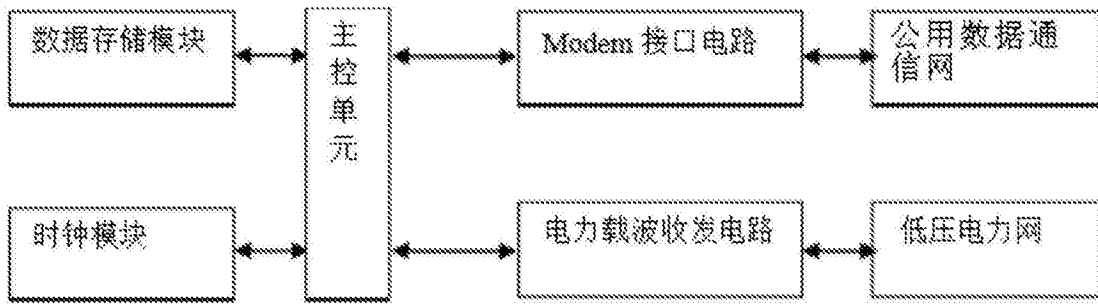 数据存储模块
主
控
单
元
Modem 接口电路
公用数据通
信网
时钟模块
电力载波收发电路
低压电力网